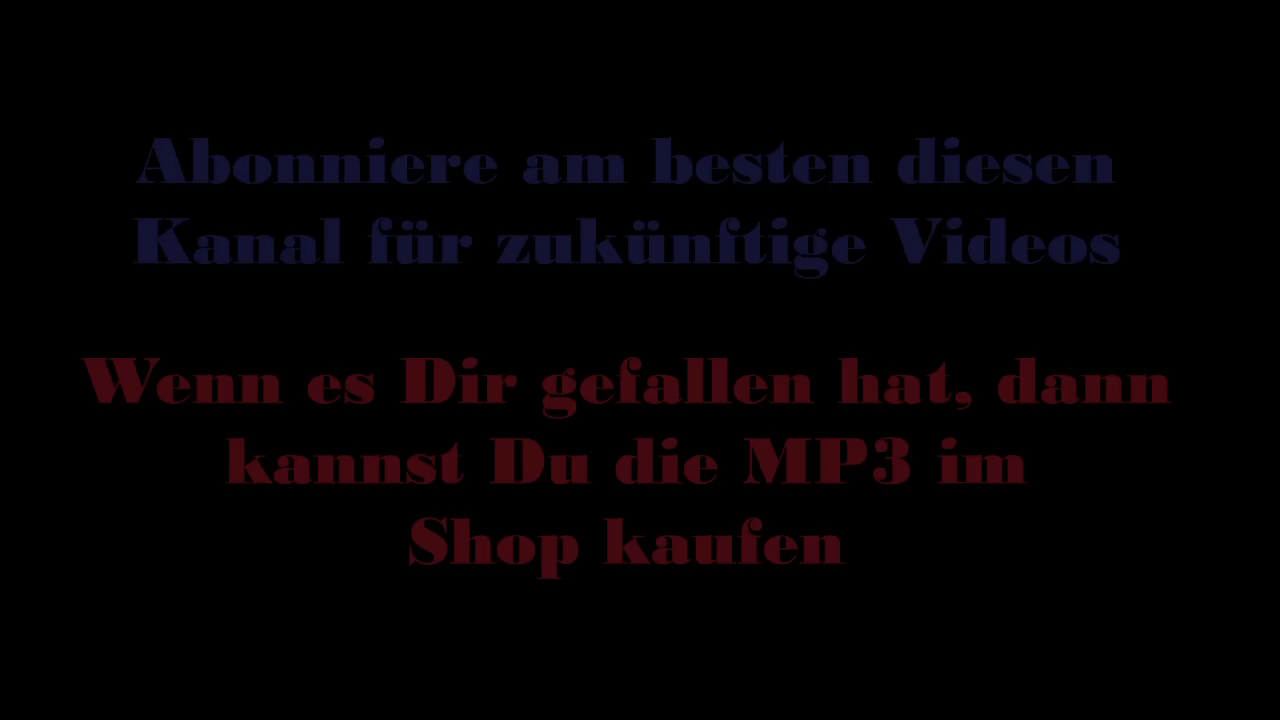 Abonniere am besten diesen
Kanal für zukünftige Videos
Wenn es Dir gefallen hat, dann
kannst Du die MP3 im
Shop kaufen